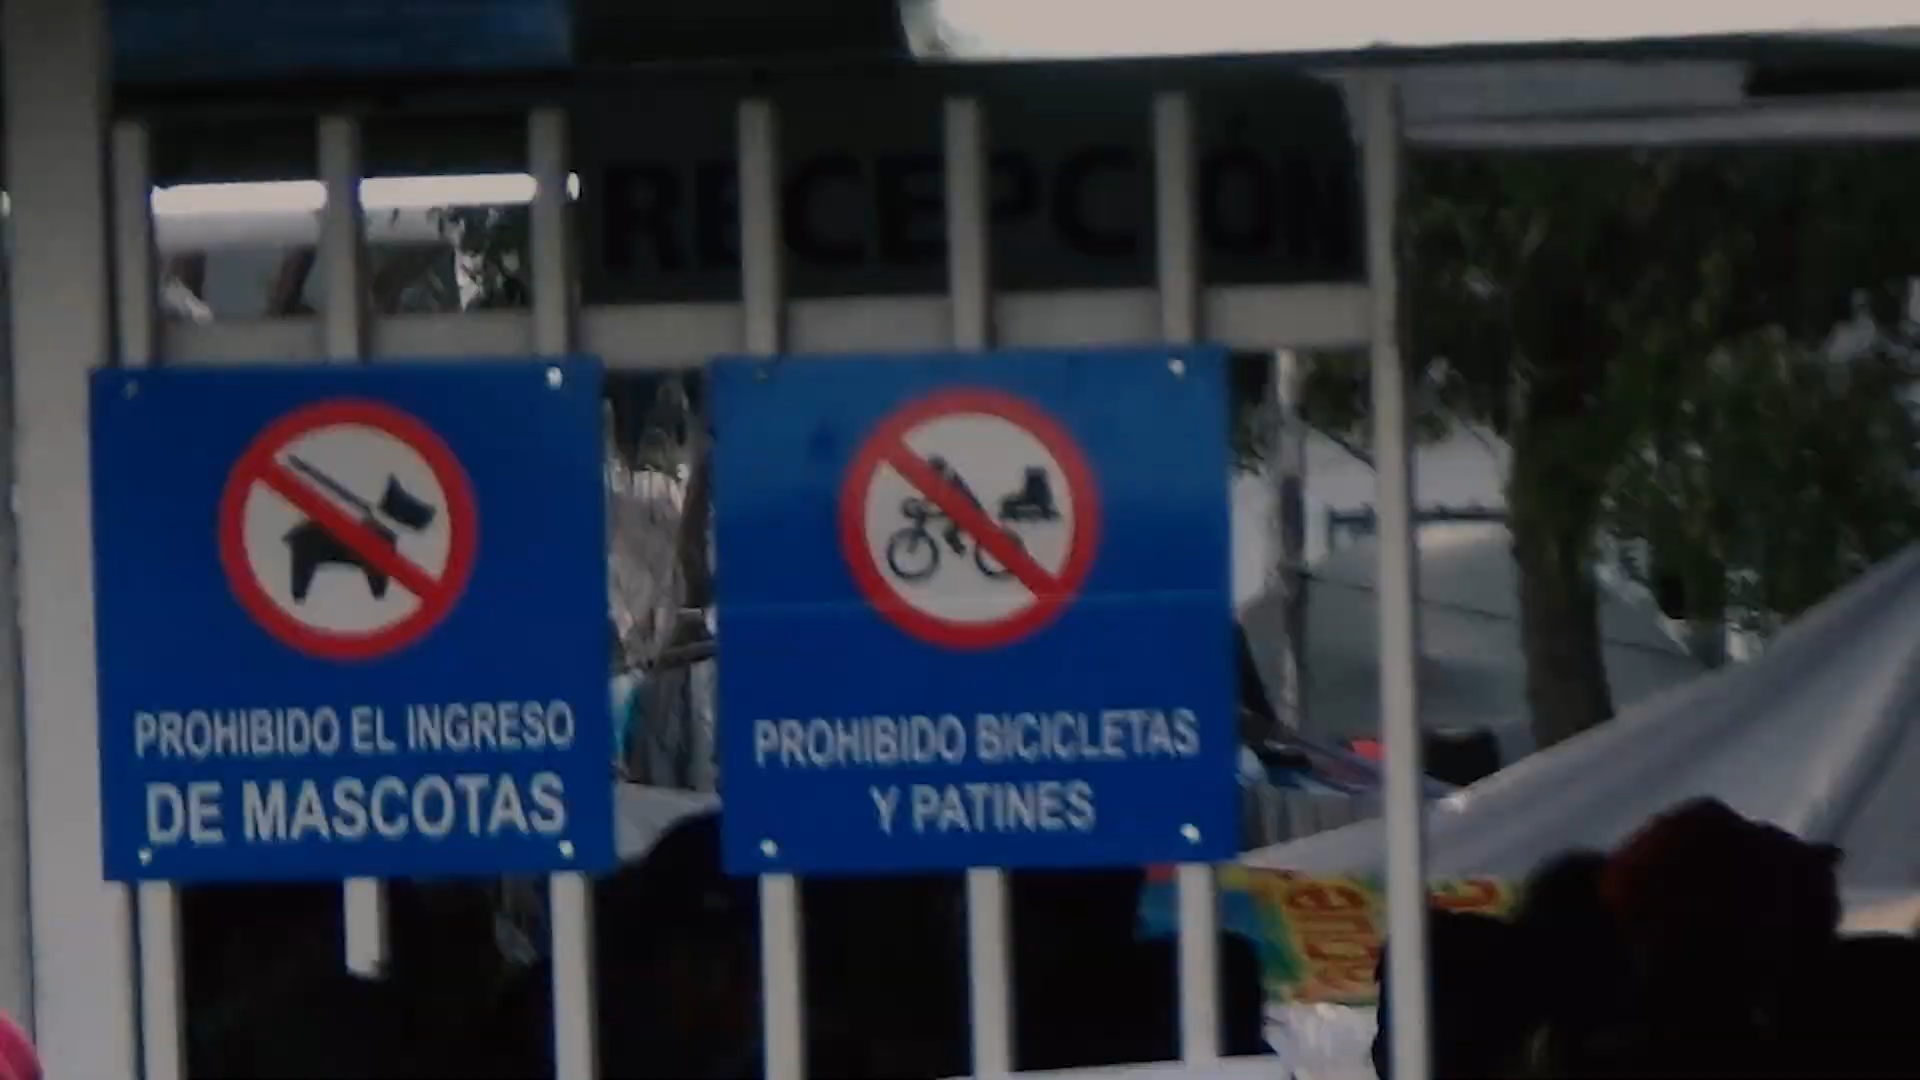 RECEPCIÓN
PROHIBIDO EL INGRESO
DE MASCOTAS
PROHIBIDO BICICLETAS
Y PATINES